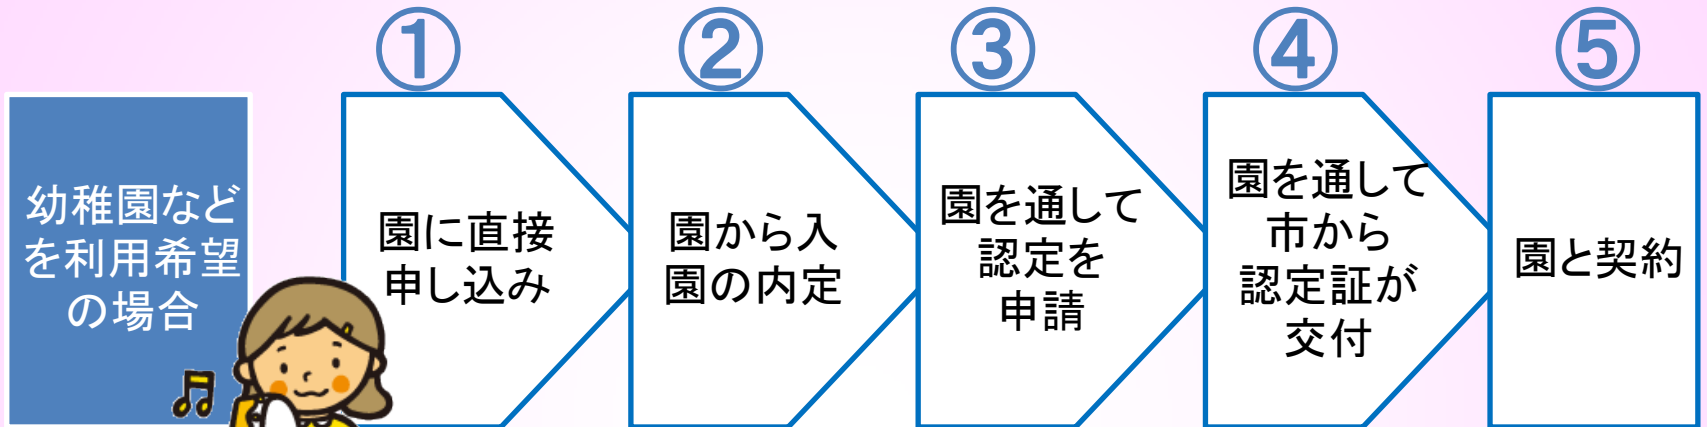 ①
②
③
④
⑤
幼稚園など
を利用希望
の場合
園に直接
申し込み
園から入
園の内定
園を通して
認定を
申請
園を通して
市から
認定証が
交付
園と契約